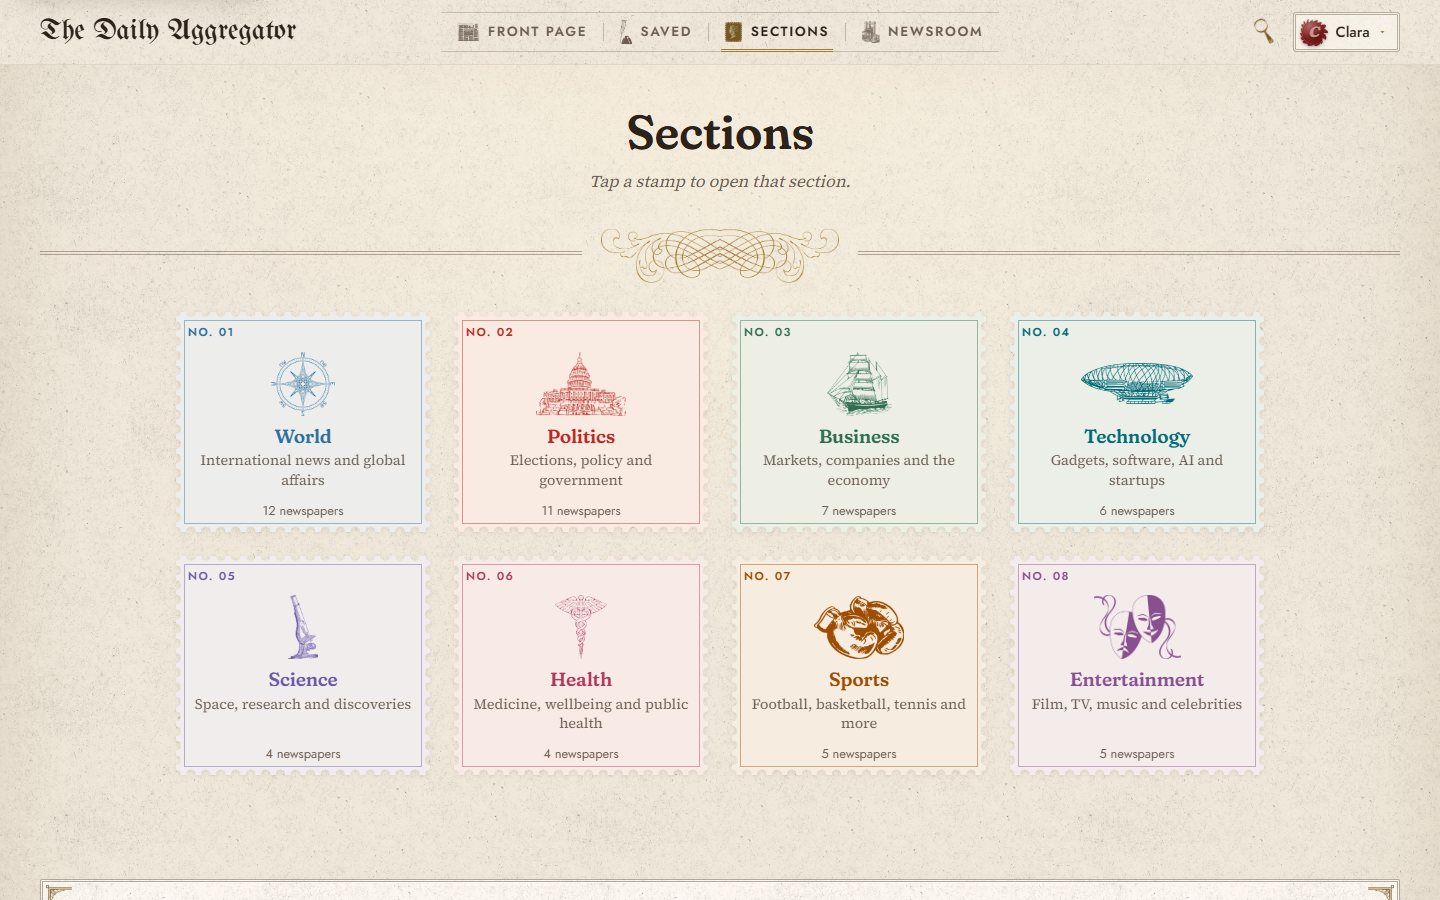 The Daily Aggregator
FRONT PAGE
SAVED
SECTIONS
NEWSROOM
C
Clara
Sections
Tap a stamp to open that section.
NO. 01
World
International news and global
affairs
12 newspapers
NO. 02
Politics
Elections, policy and
government
11 newspapers
NO. 03
Business
Markets, companies and the
economy
7 newspapers
NO. 04
Technology
Gadgets, software, AI and
startups
6 newspapers
NO. 05
Science
Space, research and discoveries
4 newspapers
NO. 06
Health
Medicine, wellbeing and public
health
4 newspapers
NO. 07
Sports
Football, basketball, tennis and
more
5 newspapers
NO. 08
Entertainment
Film, TV, music and celebrities
5 newspapers